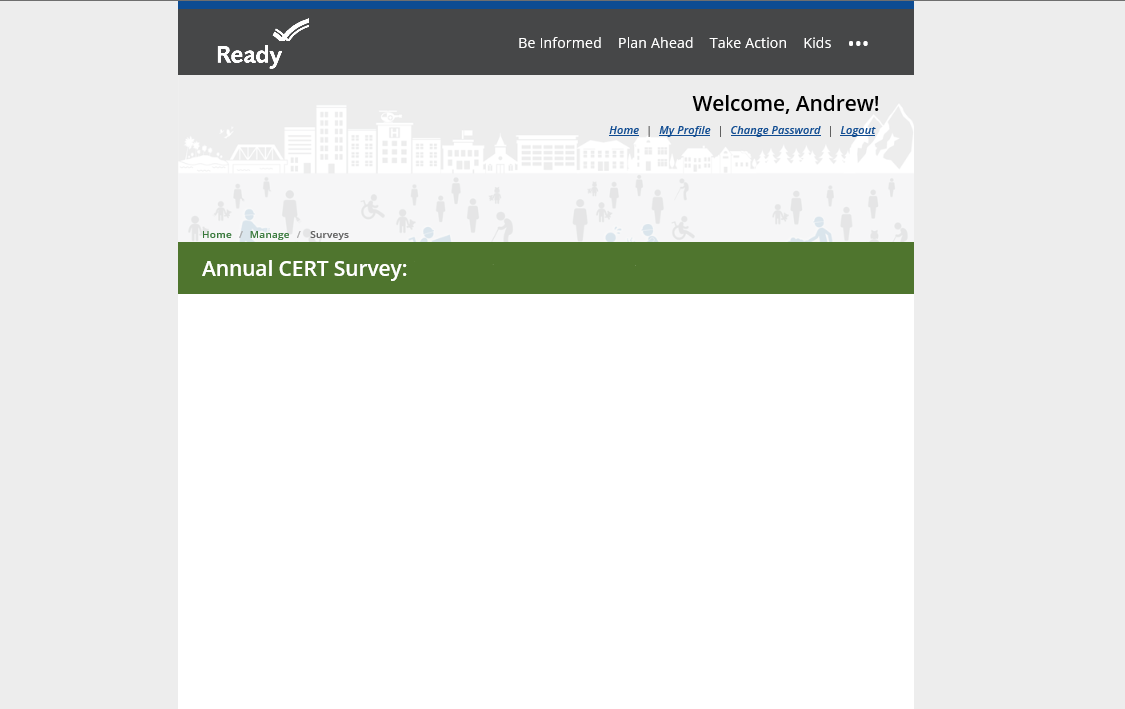 Ready
Be Informed Plan Ahead Take Action Kids •••
Welcome, Andrew!
Home | My Profile | Change Password | Logout
H
Home / Manage / Surveys
Annual CERT Survey: